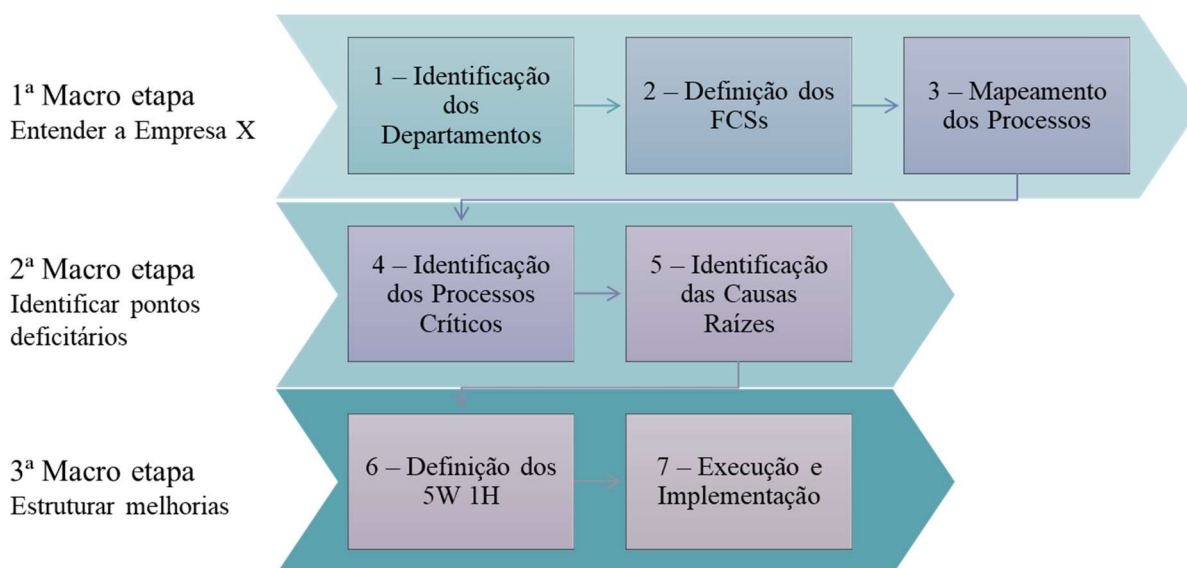 1ª Macro etapa
Entender a Empresa X
1 – Identificação
dos
Departamentos
2 – Definição dos
FCSs
3 – Mapeamento
dos Processos
2ª Macro etapa
Identificar pontos
deficitários
4 – Identificação
dos Processos
Críticos
5 – Identificação
das Causas
Raízes
3ª Macro etapa
Estruturar melhorias
6 – Definição dos
5W 1H
7 – Execução e
Implementação